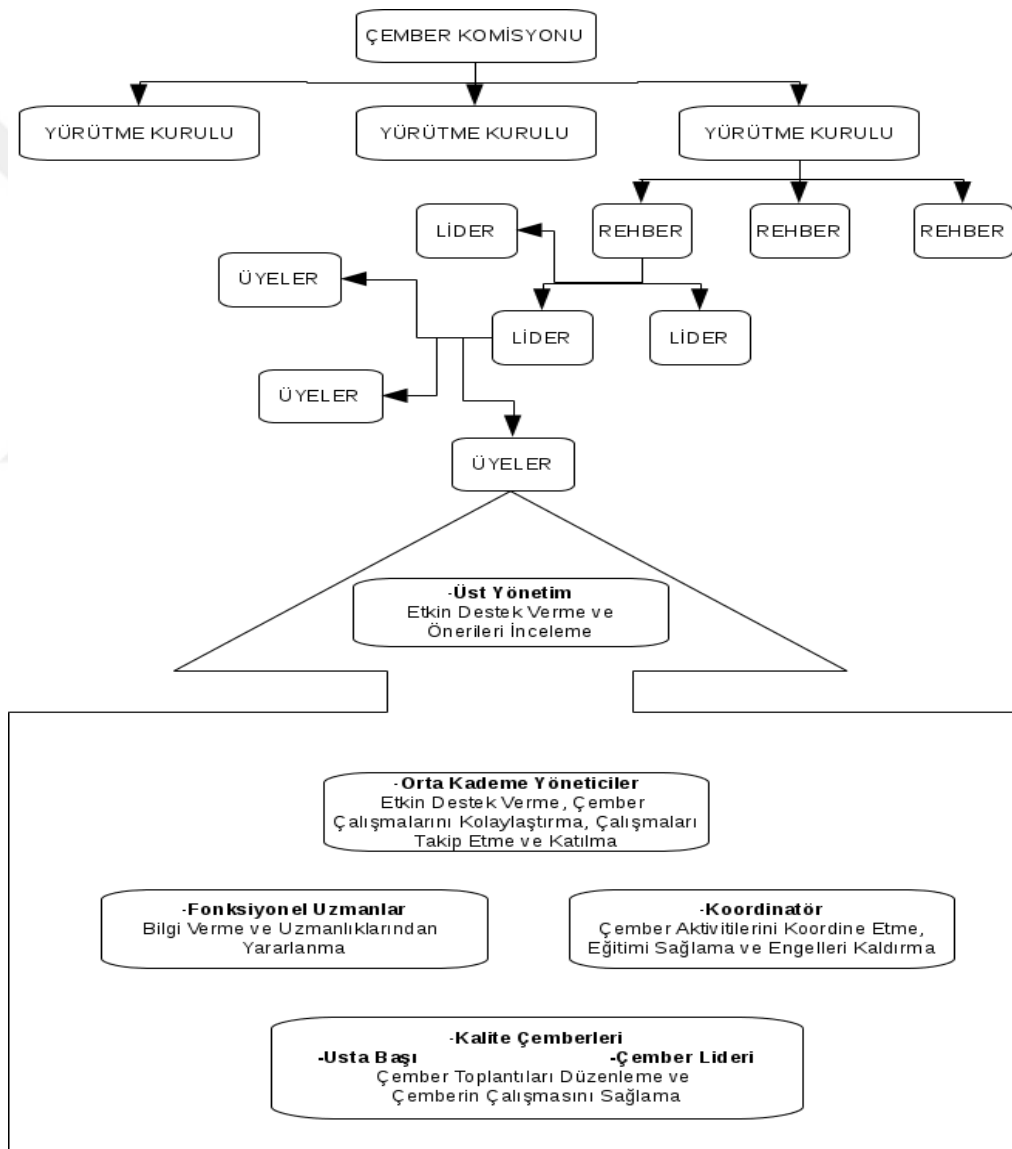 ÇEMBER KOMİSYONU
YÜRÜTME KURULU
YÜRÜTME KURULU
YÜRÜTME KURULU
LİDER
REHBER
REHBER
REHBER
ÜYELER
LİDER
LİDER
ÜYELER
ÜYELER
-Üst Yönetim
Etkin Destek Verme ve
Önerileri İnceleme
-Orta Kademe Yöneticiler
Etkin Destek Verme, Çember
Çalışmalarını Kolaylaştırma, Çalışmaları
Takip Etme ve Katılma
-Fonksiyonel Uzmanlar
Bilgi Verme ve Uzmanlıklarından
Yararlanma
-Koordinatör
Çember Aktivitilerini Koordine Etme,
Eğitimi Sağlama ve Engelleri Kaldırma
-Kalite Çemberleri
-Usta Başı -Çember Lideri
Çember Toplantıları Düzenleme ve
Çemberin Çalışmasını Sağlama